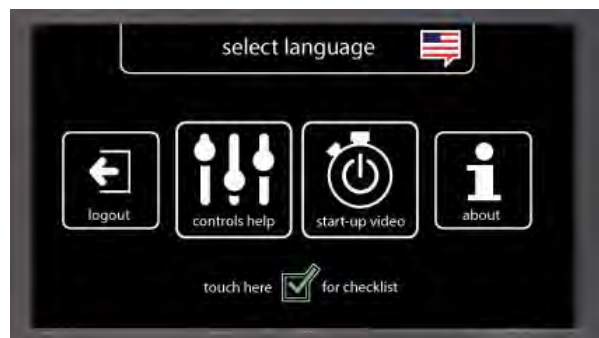 select language
logout
controls help
start-up video
about
touch here for checklist